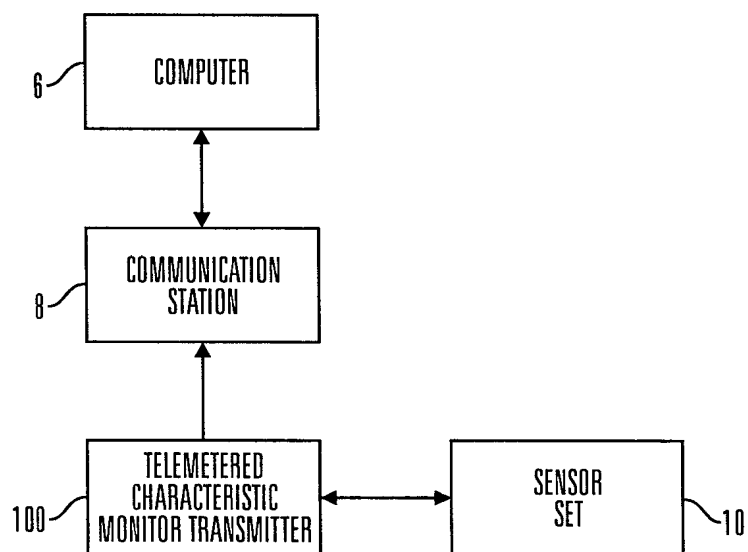 COMPUTER
6
COMMUNICATION
STATION
8
TELEMETERED
CHARACTERISTIC
MONITOR TRANSMITTER
100
SENSOR
SET
10